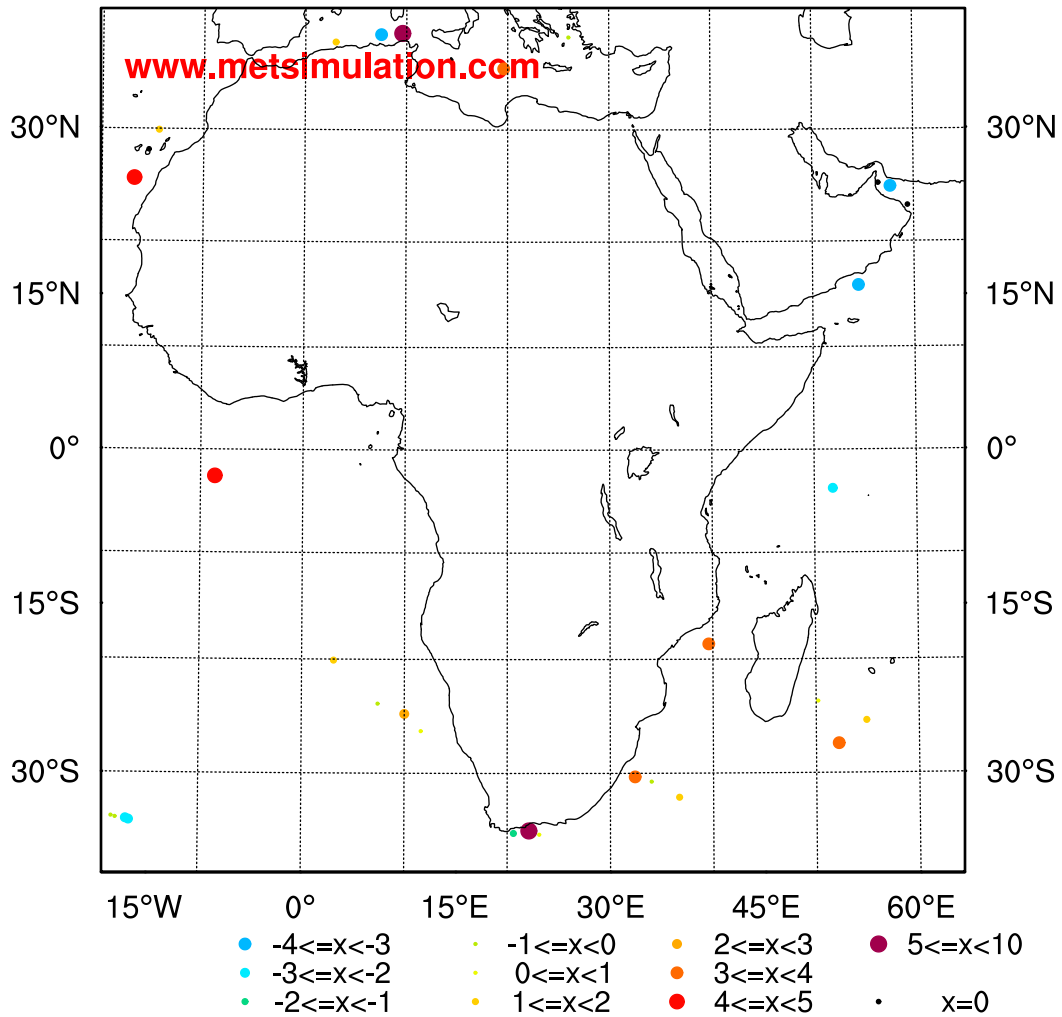 www.metsimulation.com
30°N 30°N
15°N 15°N
0° 0°
15°S 15°S
30°S 30°S
15°W 0° 15°E 30°E 45°E 60°E
-4<=x<-3 -1<=x<0 2<=x<3 5<=x<10
-3<=x<-2 0<=x<1 3<=x<4
-2<=x<-1 1<=x<2 4<=x<5 x=0